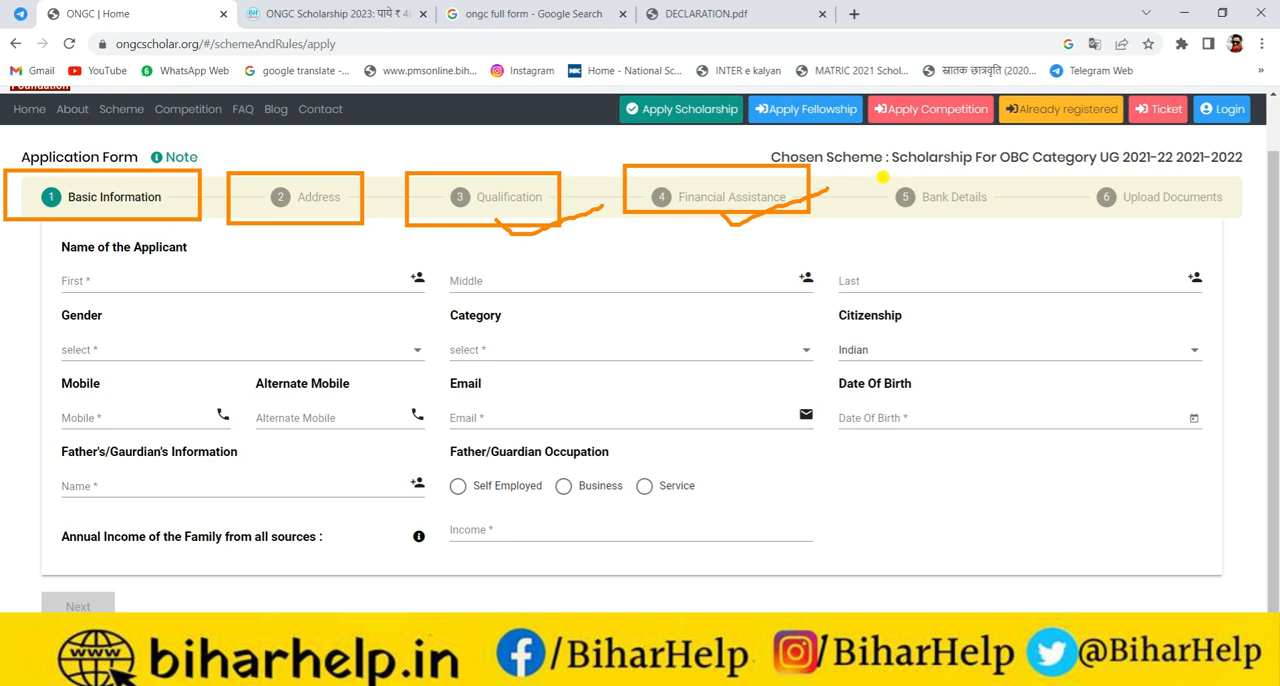 ONGC | Home
ONGC Scholarship 2023: पाये ₹ 48
ongc full form - Google Search
DECLARATION.pdf
ongcscholar.org/#/schemeAndRules/apply
Gmail
YouTube
WhatsApp Web
google translate -...
www.pmsonline.bih...
Instagram
Home - National Sc...
INTER e kalyan
MATRIC 2021 Schol...
स्नातक छात्रवृति (2020...
Telegram Web
»
Foundation
Home About Scheme Competition FAQ Blog Contact
Apply Scholarship
Apply Fellowship
Apply Competition
Already registered
Ticket
Login
Application Form Note
Chosen Scheme : Scholarship For OBC Category UG 2021-22 2021-2022
1 Basic Information
2 Address
3 Qualification
4 Financial Assistance
5 Bank Details
6 Upload Documents
Name of the Applicant
First *
Middle
Last
Gender
Category
Citizenship
select *
select *
Indian
Mobile
Alternate Mobile
Email
Date Of Birth
Mobile *
Alternate Mobile
Email *
Date Of Birth *
Father's/Gaurdian's Information
Father/Guardian Occupation
Name *
Self Employed
Business
Service
Annual Income of the Family from all sources :
Income *
Next
WWW
biharhelp.in
/BiharHelp
/BiharHelp
@BiharHelp